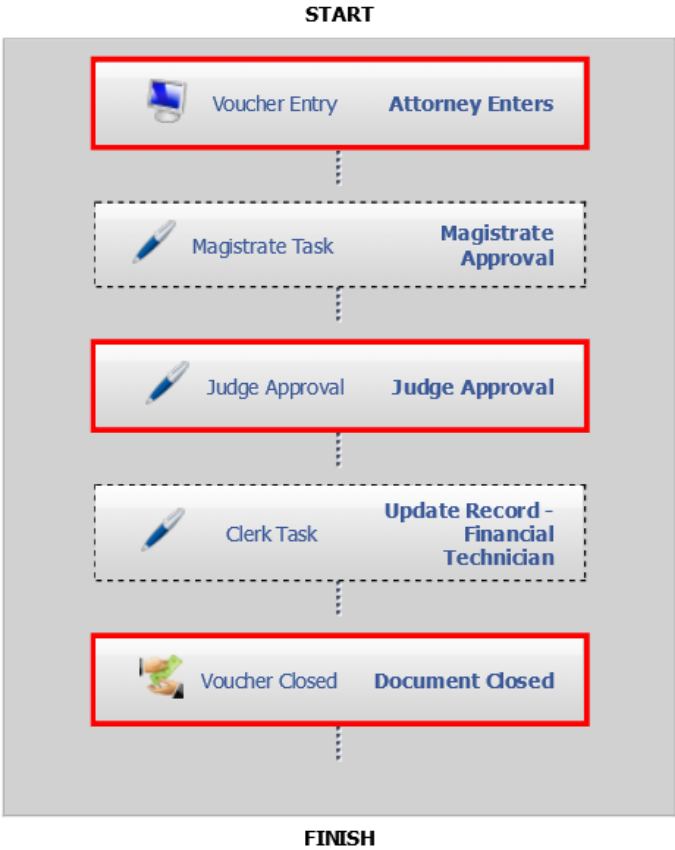 START
Voucher Entry Attorney Enters
Magistrate Task Magistrate
Approval
Judge Approval Judge Approval
Clerk Task Update Record -
Financial
Technician
Voucher Closed Document Closed
FINISH